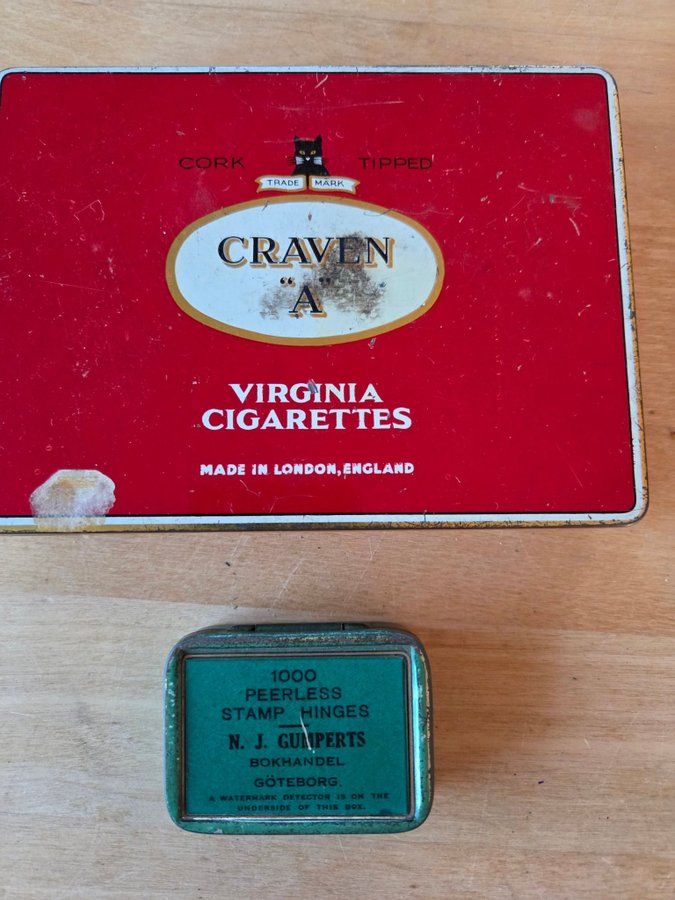 CORK TIPPED
TRADE MARK
CRAVEN
"A"
VIRGINIA
CIGARETTES
MADE IN LONDON, ENGLAND
1000
PEERLESS
STAMP HINGES
N. J. GUMPERTS
BOKHANDEL
GÖTEBORG.
A WATERMARK DETECTOR IS ON THE
UNDERSIDE OF THIS BOX.